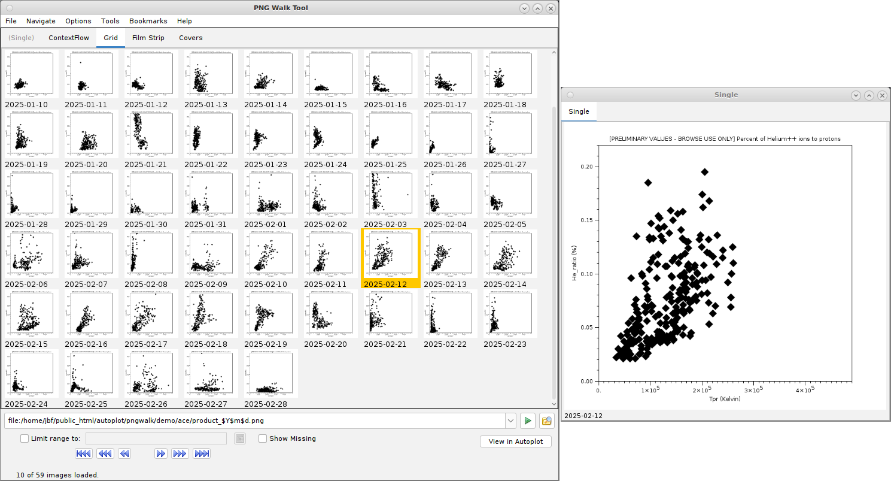 PNG Walk Tool
File Navigate Options Tools Bookmarks Help
(Single) ContextFlow Grid Film Strip Covers
2025-01-10 2025-01-11 2025-01-12 2025-01-13 2025-01-14 2025-01-15 2025-01-16 2025-01-17 2025-01-18
2025-01-19 2025-01-20 2025-01-21 2025-01-22 2025-01-23 2025-01-24 2025-01-25 2025-01-26 2025-01-27
2025-01-28 2025-01-29 2025-01-30 2025-01-31 2025-02-01 2025-02-02 2025-02-03 2025-02-04 2025-02-05
2025-02-06 2025-02-07 2025-02-08 2025-02-09 2025-02-10 2025-02-11 2025-02-12 2025-02-13 2025-02-14
2025-02-15 2025-02-16 2025-02-17 2025-02-18 2025-02-19 2025-02-20 2025-02-21 2025-02-22 2025-02-23
2025-02-24 2025-02-25 2025-02-26 2025-02-27 2025-02-28
file:/home/jbf/public_html/autoplot/pngwalk/demo/ace/product_$Y$m$d.png
Limit range to: Show Missing
View in Autoplot
10 of 59 images loaded
Single
Single
[PRELIMINARY VALUES - BROWSE USE ONLY] Percent of Helium++ ions to protons
0.20
0.15
0.10
0.05
0.00
He_ratio (%)
0. 1×10⁵ 2×10⁵ 4×10⁵
Tpr (Kelvin)
2025-02-12